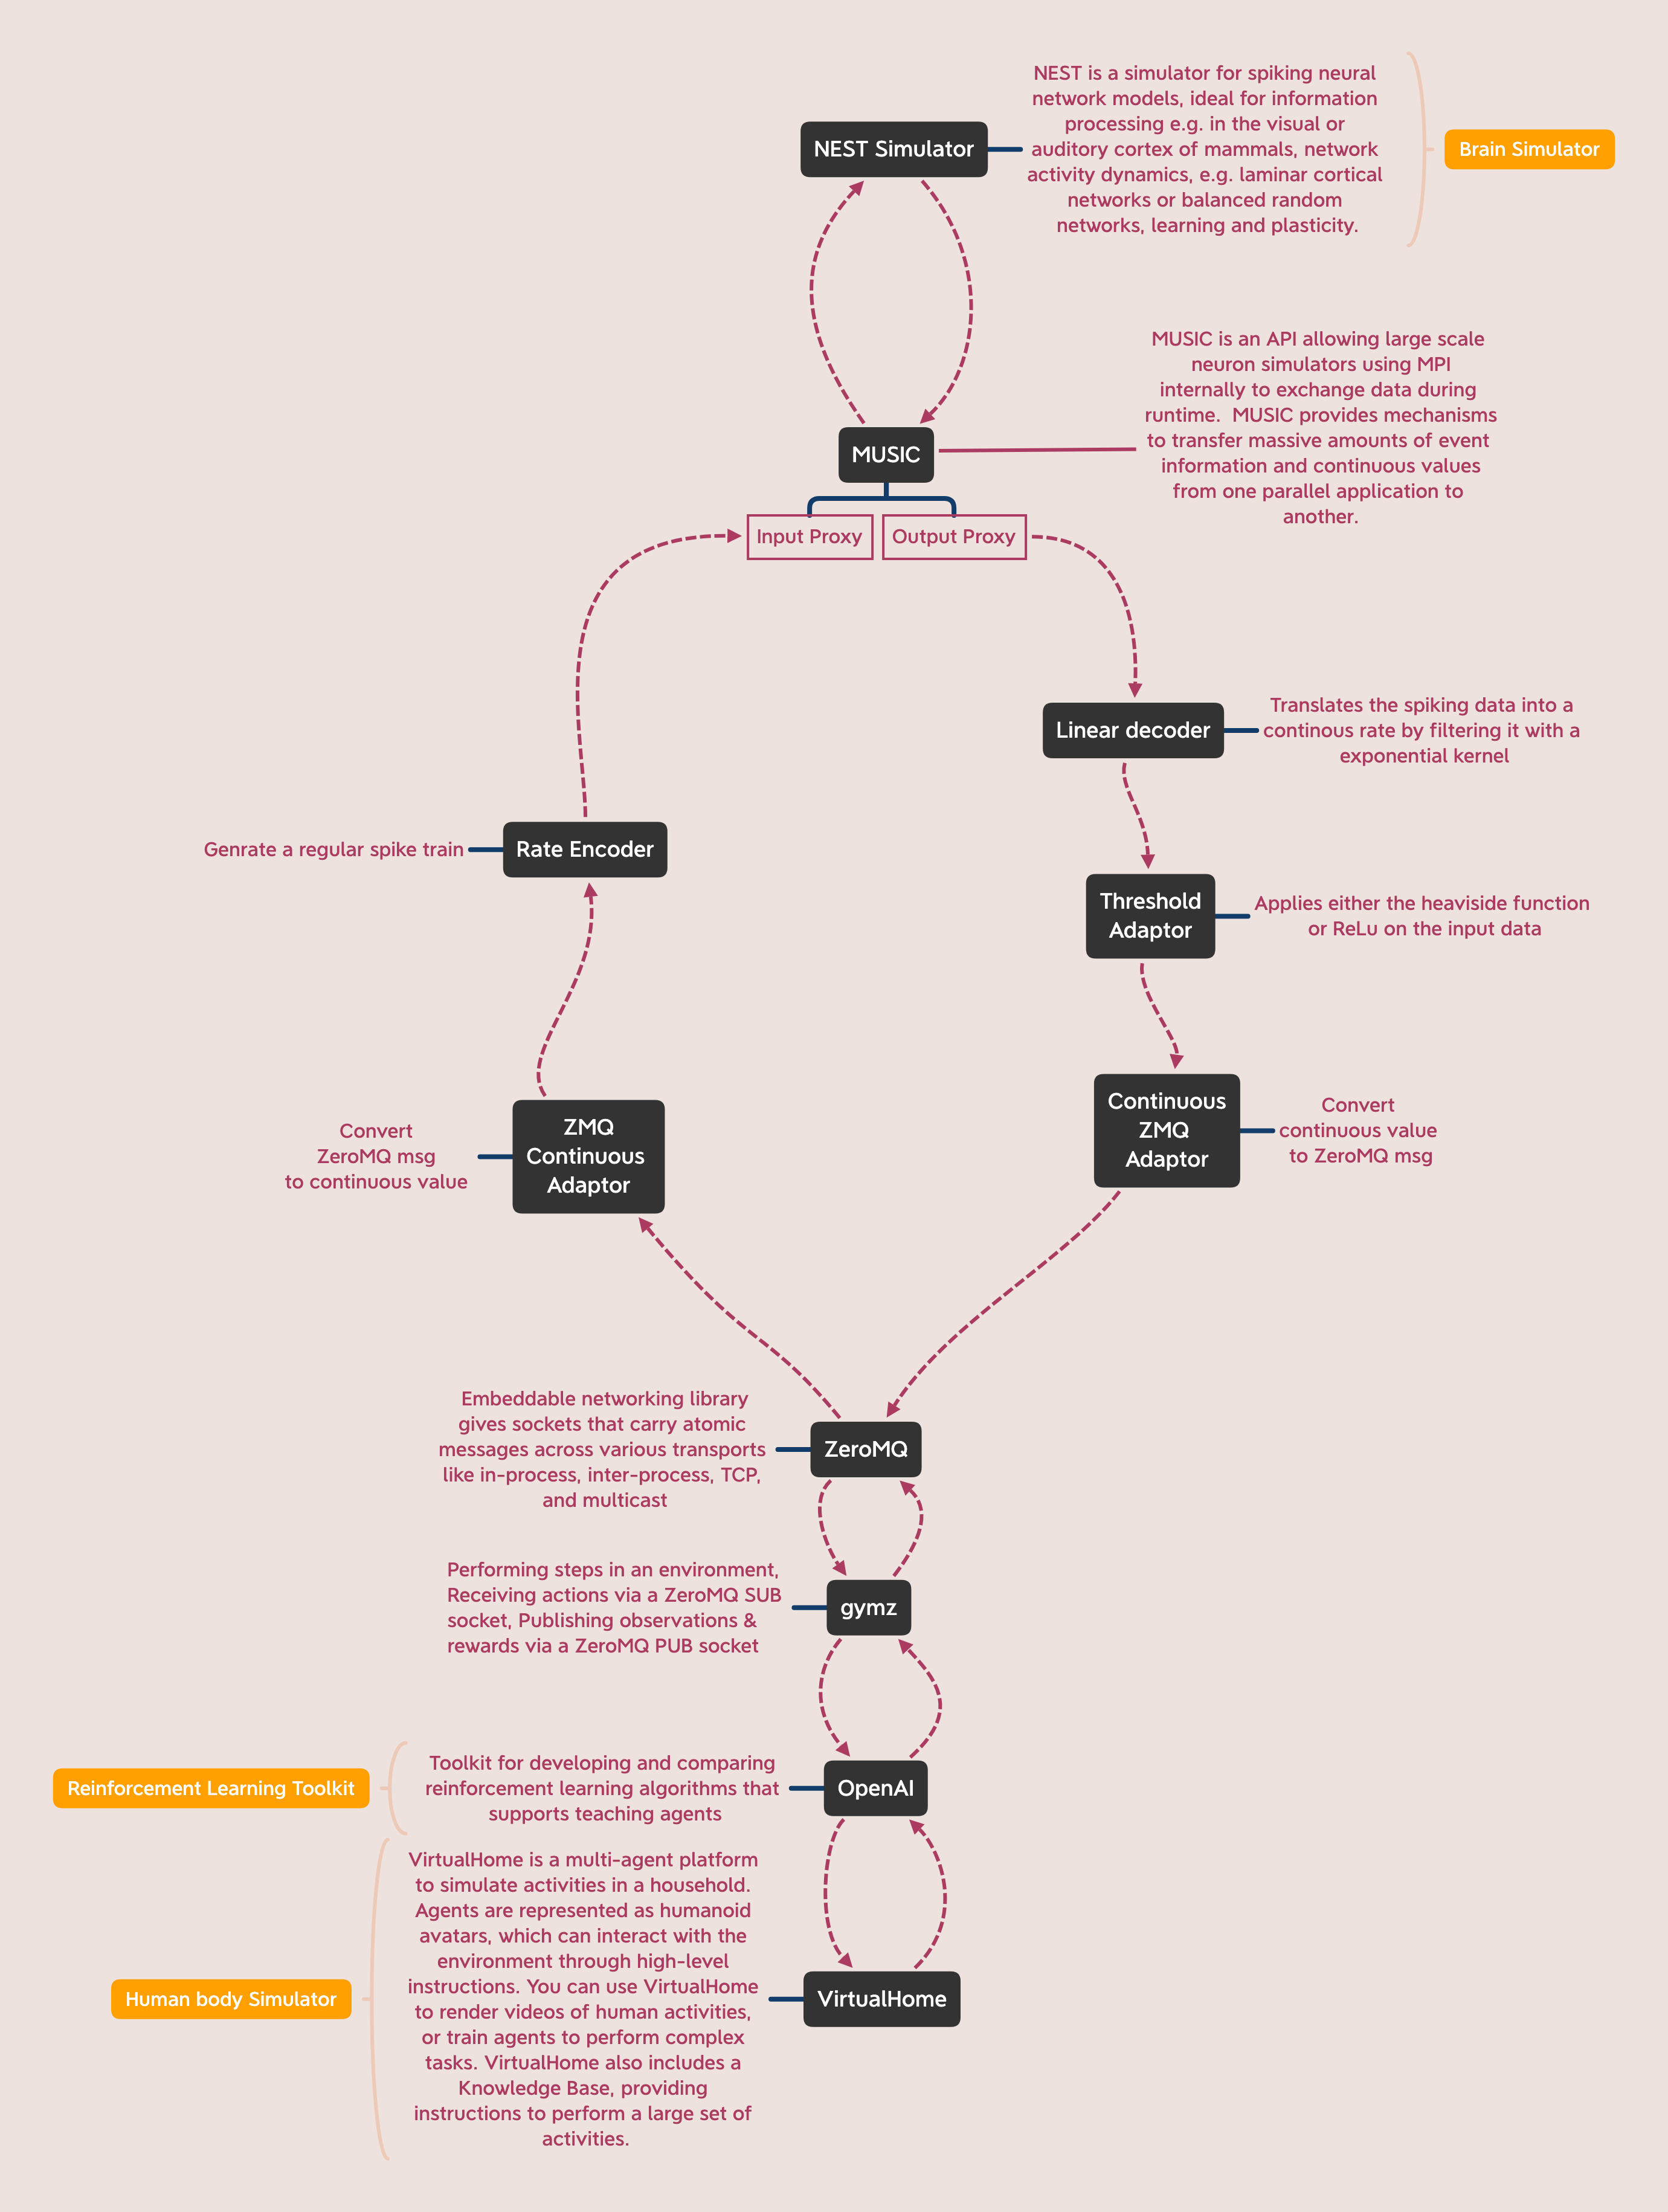 NEST Simulator
NEST is a simulator for spiking neural
network models, ideal for information
processing e.g. in the visual or
auditory cortex of mammals, network
activity dynamics, e.g. laminar cortical
networks or balanced random
networks, learning and plasticity.
Brain Simulator
MUSIC
MUSIC is an API allowing large scale
neuron simulators using MPI
internally to exchange data during
runtime.  MUSIC provides mechanisms
to transfer massive amounts of event
information and continuous values
from one parallel application to
another.
Input Proxy
Output Proxy
Linear decoder
Translates the spiking data into a
continous rate by filtering it with a
exponential kernel
Genrate a regular spike train
Rate Encoder
Threshold
Adaptor
Applies either the heaviside function
or ReLu on the input data
Convert
ZeroMQ msg
to continuous value
ZMQ
Continuous
Adaptor
Continuous
ZMQ
Adaptor
Convert
continuous value
to ZeroMQ msg
Embeddable networking library
gives sockets that carry atomic
messages across various transports
like in-process, inter-process, TCP,
and multicast
ZeroMQ
Performing steps in an environment,
Receiving actions via a ZeroMQ SUB
socket, Publishing observations &
rewards via a ZeroMQ PUB socket
gymz
Reinforcement Learning Toolkit
Toolkit for developing and comparing
reinforcement learning algorithms that
supports teaching agents
OpenAI
Human body Simulator
VirtualHome is a multi-agent platform
to simulate activities in a household.
Agents are represented as humanoid
avatars, which can interact with the
environment through high-level
instructions. You can use VirtualHome
to render videos of human activities,
or train agents to perform complex
tasks. VirtualHome also includes a
Knowledge Base, providing
instructions to perform a large set of
activities.
VirtualHome